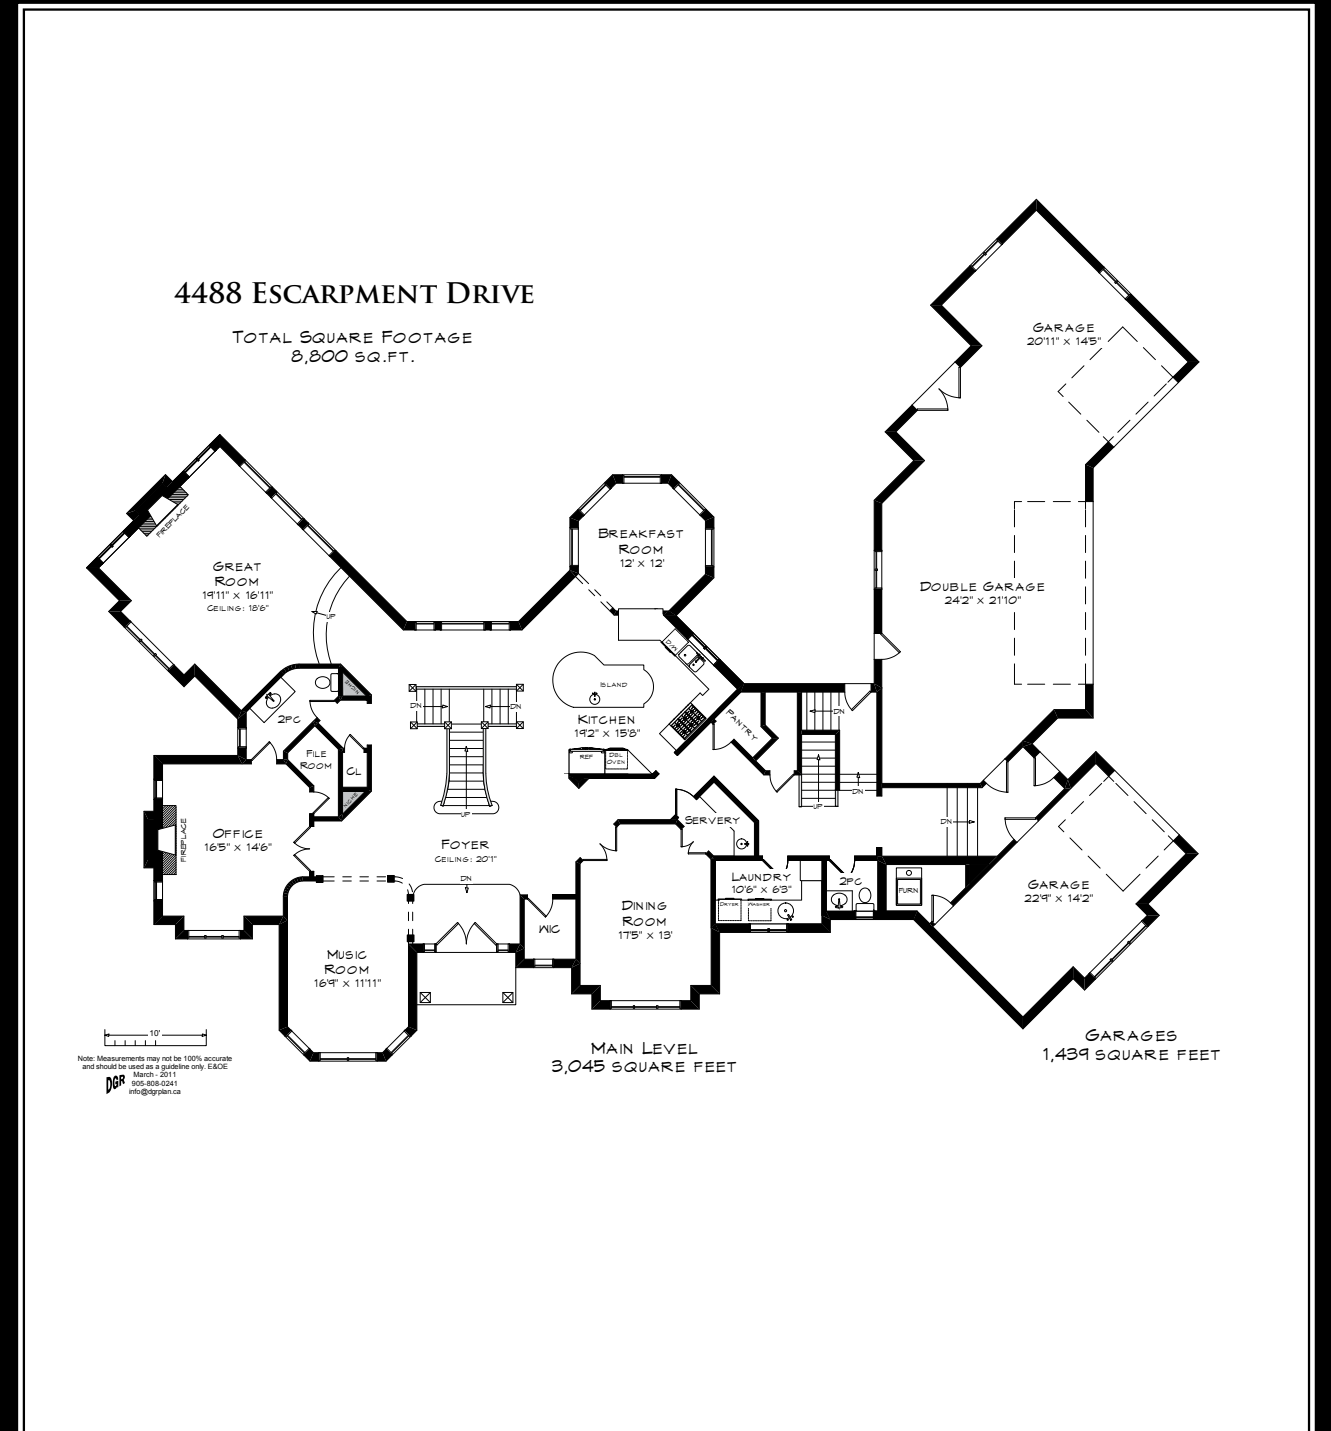 4488 Escarpment Drive
Total Square Footage
8,800 sq.ft.
Garage
20'11" x 14'5"
Fireplace
Breakfast
Room
12' x 12'
Great
Room
19'11" x 16'11"
Ceiling: 18'6"
UP
Double Garage
24'2" x 21'10"
D/W
Island
2PC
DN
DN
Kitchen
19'2" x 15'8"
Pantry
DN
File
Room
CL
REF
DBL
Oven
UP
UP
DN
Niche
Fireplace
Office
16'5" x 14'6"
Foyer
Ceiling: 20'1"
DN
Servery
DN
Laundry
10'6" x 6'3"
Dryer
Washer
2PC
Furn
Garage
22'9" x 14'2"
Dining
Room
17'5" x 13'
WIC
Music
Room
16'9" x 11'11"
10'
Note: Measurements may not be 100% accurate
and should be used as a guideline only. E&OE
March - 2011
DGR
905-808-0241
info@dgrplan.ca
Main Level
3,045 square feet
Garages
1,439 square feet